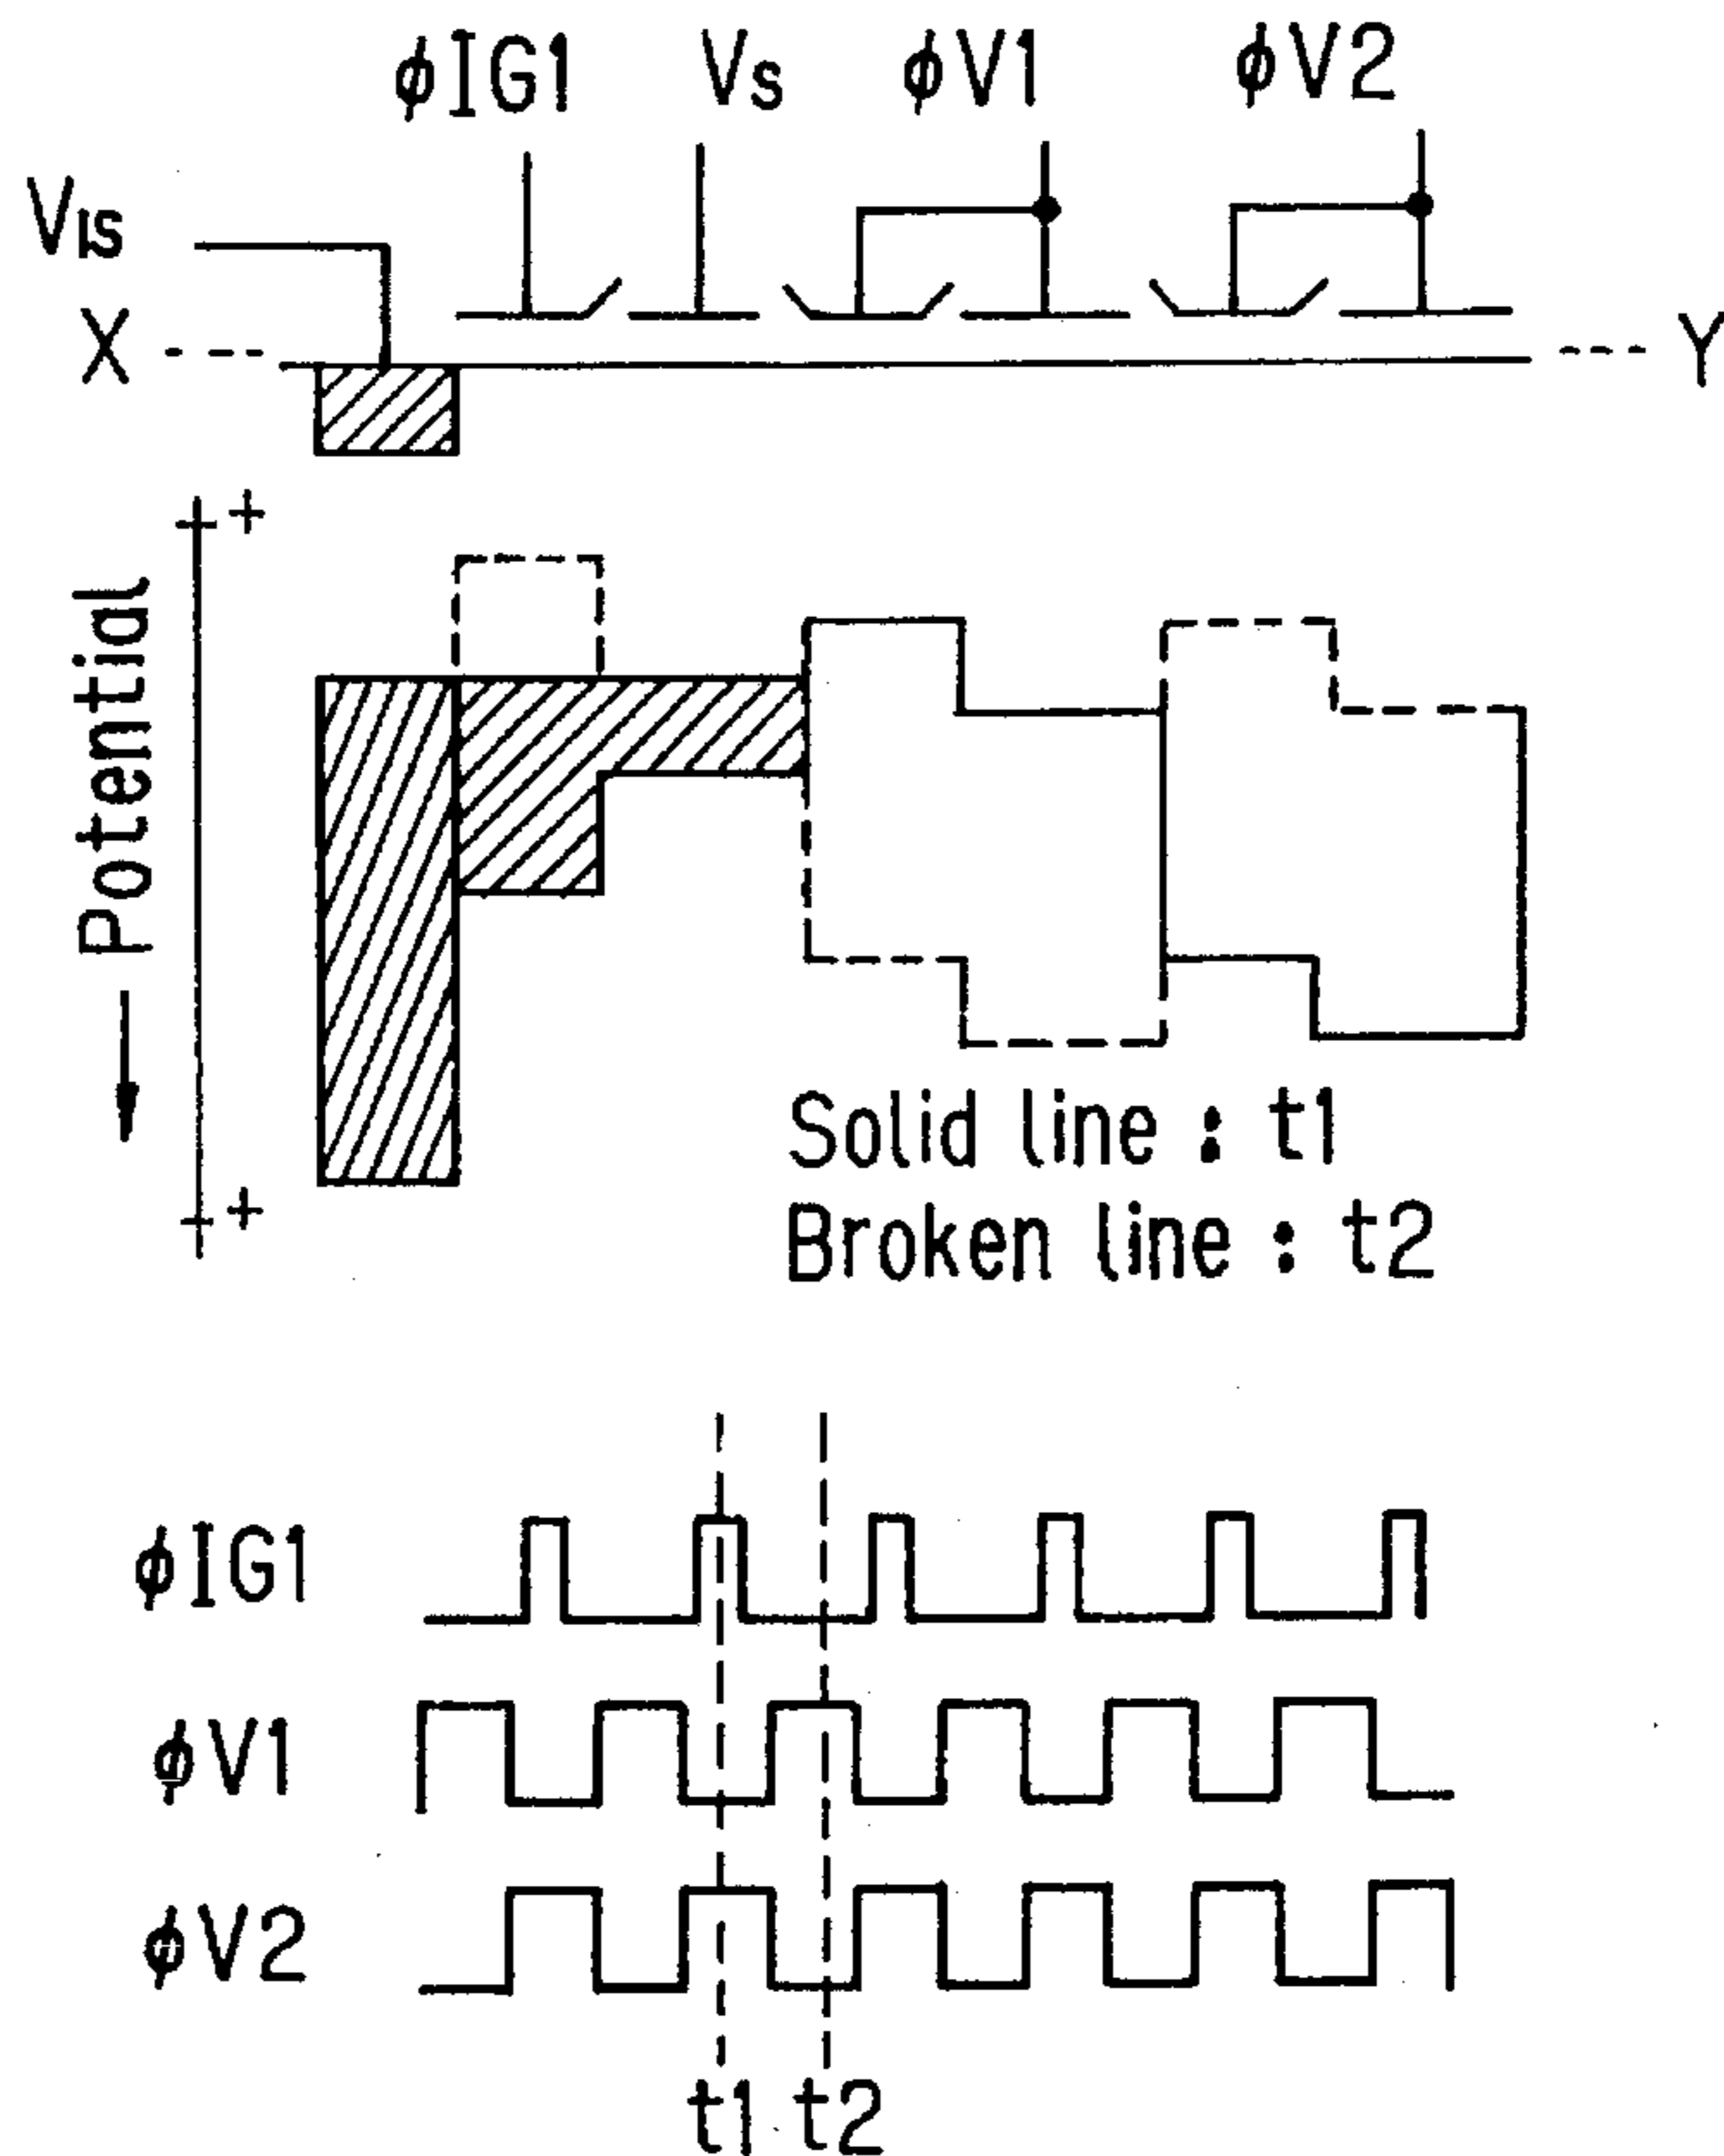 φIG1 Vs φV1 φV2
VIS
X Y
+
Potential
+
Solid line : t1
Broken line : t2
φIG1
φV1
φV2
t1 t2